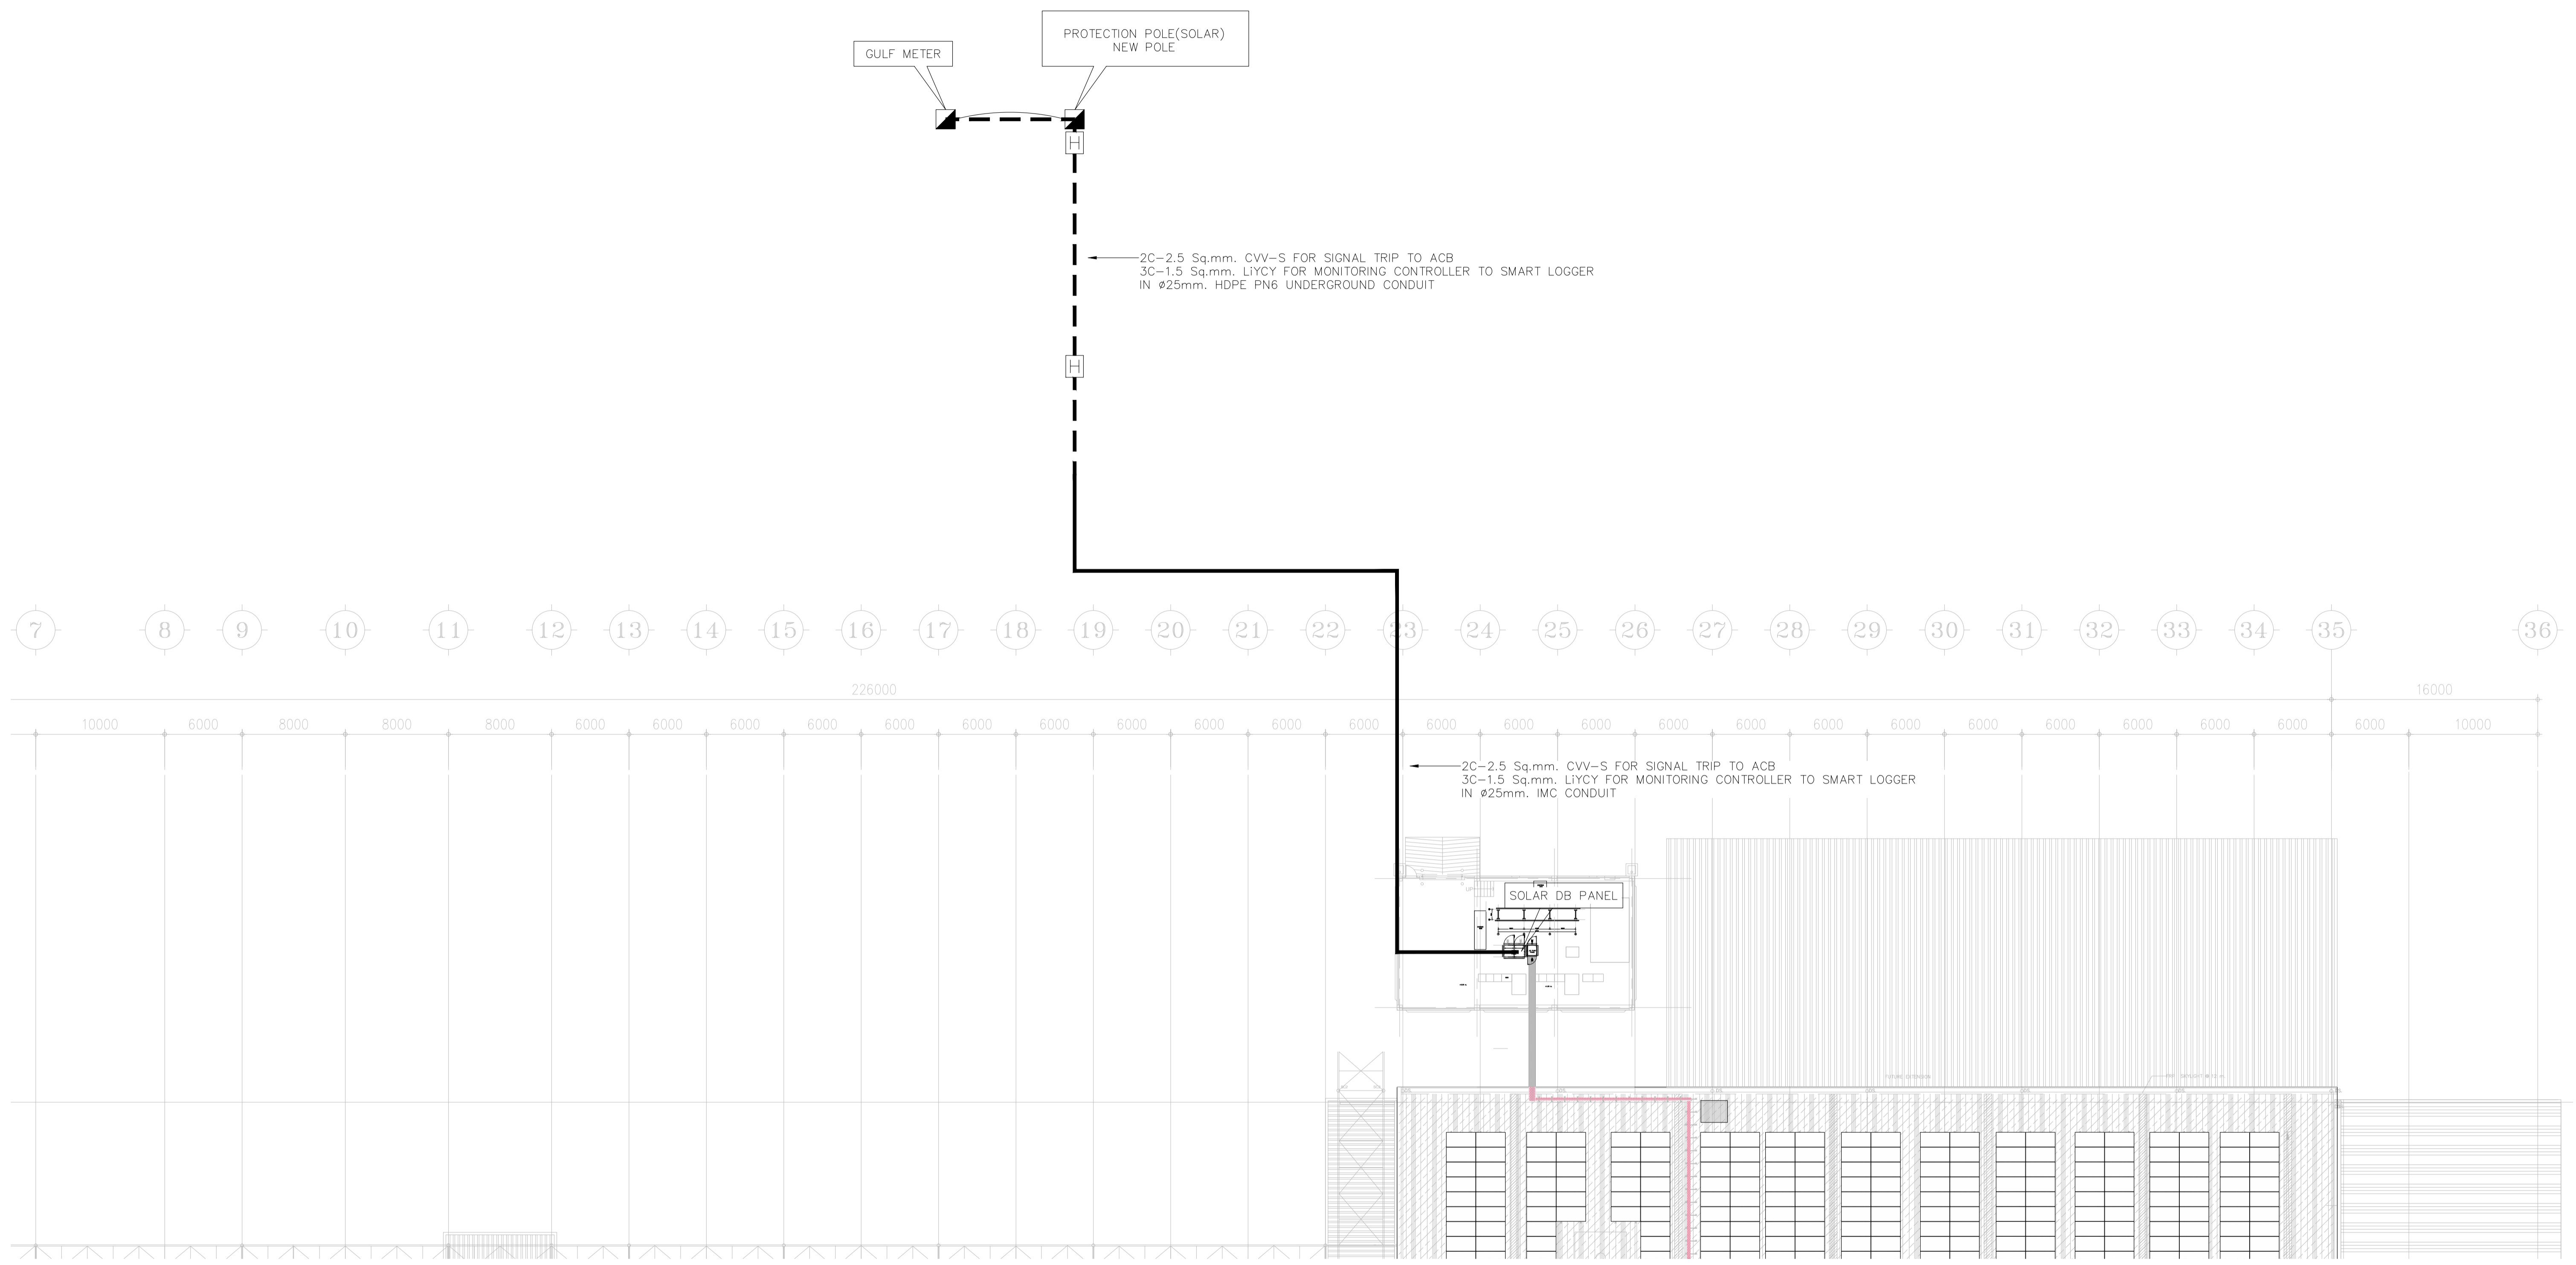 PROTECTION POLE(SOLAR)
NEW POLE
GULF METER
H
2C-2.5 Sq.mm. CVV-S FOR SIGNAL TRIP TO ACB
3C-1.5 Sq.mm. LiYCY FOR MONITORING CONTROLLER TO SMART LOGGER
IN ø25mm. HDPE PN6 UNDERGROUND CONDUIT
H
7 8 9 10 11 12 13 14 15 16 17 18 19 20 21 22 23 24 25 26 27 28 29 30 31 32 33 34 35 36
226000 16000
10000 6000 8000 8000 8000 6000 6000 6000 6000 6000 6000 6000 6000 6000 6000 6000 6000 6000 6000 6000 6000 6000 6000 6000 6000 6000 6000 6000 6000 10000
2C-2.5 Sq.mm. CVV-S FOR SIGNAL TRIP TO ACB
3C-1.5 Sq.mm. LiYCY FOR MONITORING CONTROLLER TO SMART LOGGER
IN ø25mm. IMC CONDUIT
UP
SOLAR DB PANEL
FUTURE EXTENSION